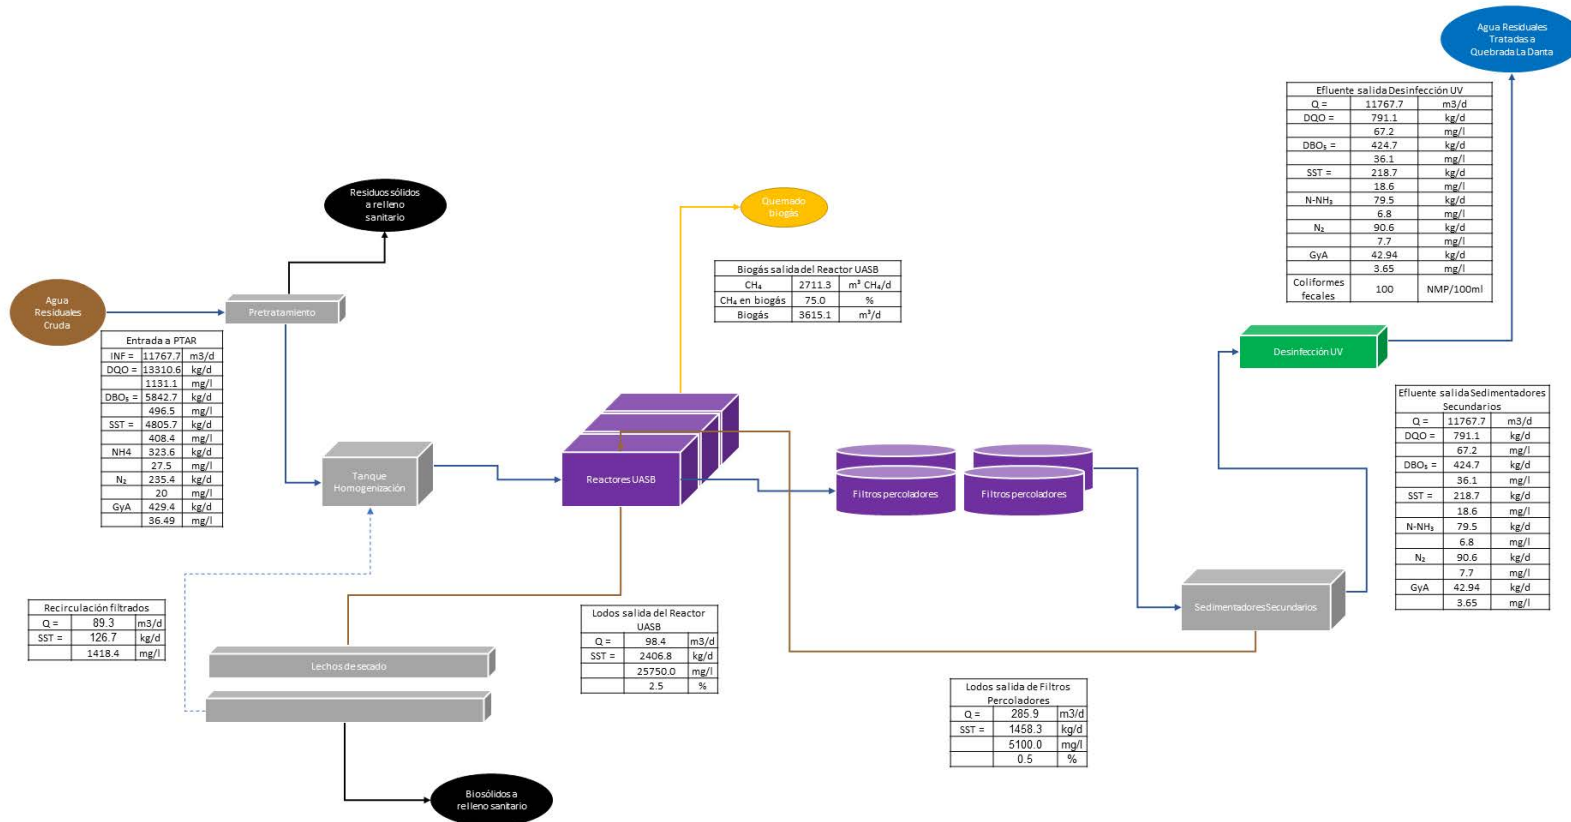 Agua Residuales
Tratadas a
Quebrada La Danta
Efluente salida Desinfección UV
Q = 11767.7 m3/d
DQO = 791.1 kg/d
67.2 mg/l
DBO₅ = 424.7 kg/d
36.1 mg/l
SST = 218.7 kg/d
18.6 mg/l
N-NH₃ 79.5 kg/d
6.8 mg/l
N₂ 90.6 kg/d
7.7 mg/l
GyA 42.94 kg/d
3.65 mg/l
Coliformes
fecales 100 NMP/100ml
Residuos sólidos
a relleno
sanitario
Quemado
biogás
Biogás salida del Reactor UASB
CH₄ 2711.3 m³ CH₄/d
CH₄ en biogás 75.0 %
Biogás 3615.1 m³/d
Agua
Residuales
Cruda
Pretratamiento
Entrada a PTAR
INF = 11767.7 m3/d
DQO = 13310.6 kg/d
1131.1 mg/l
DBO₅ = 5842.7 kg/d
496.5 mg/l
SST = 4805.7 kg/d
408.4 mg/l
NH4 323.6 kg/d
27.5 mg/l
N₂ 235.4 kg/d
20 mg/l
GyA 429.4 kg/d
36.49 mg/l
Desinfección UV
Efluente salida Sedimentadores
Secundarios
Q = 11767.7 m3/d
DQO = 791.1 kg/d
67.2 mg/l
DBO₅ = 424.7 kg/d
36.1 mg/l
SST = 218.7 kg/d
18.6 mg/l
N-NH₃ 79.5 kg/d
6.8 mg/l
N₂ 90.6 kg/d
7.7 mg/l
GyA 42.94 kg/d
3.65 mg/l
Tanque
Homogenización
Reactores UASB
Filtros percoladores
Filtros percoladores
Sedimentadores Secundarios
Recirculación filtrados
Q = 89.3 m3/d
SST = 126.7 kg/d
1418.4 mg/l
Lechos de secado
Lodos salida del Reactor
UASB
Q = 98.4 m3/d
SST = 2406.8 kg/d
25750.0 mg/l
2.5 %
Lodos salida de Filtros
Percoladores
Q = 285.9 m3/d
SST = 1458.3 kg/d
5100.0 mg/l
0.5 %
Biosólidos a
relleno sanitario